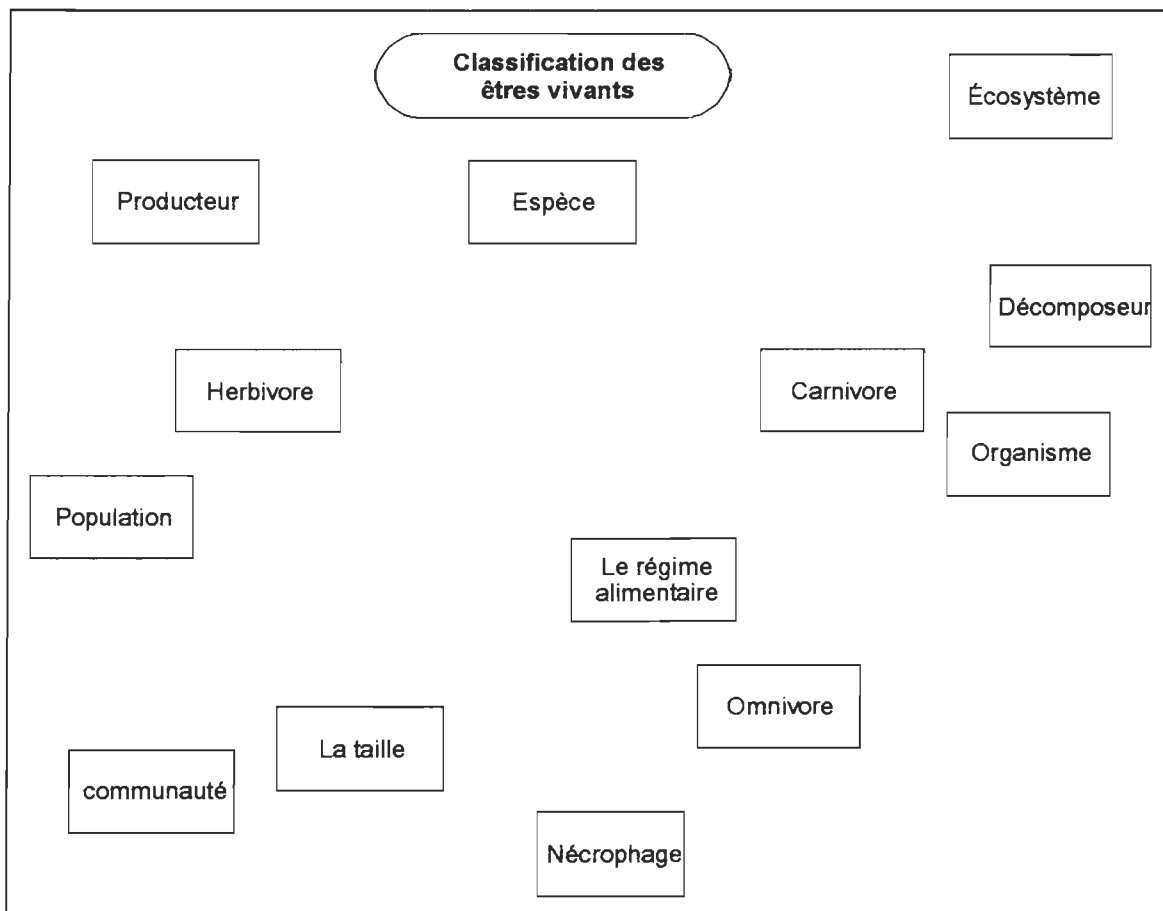 Classification des
êtres vivants
Écosystème
Producteur
Espèce
Décomposeur
Herbivore
Carnivore
Organisme
Population
Le régime
alimentaire
Omnivore
La taille
communauté
Nécrophage